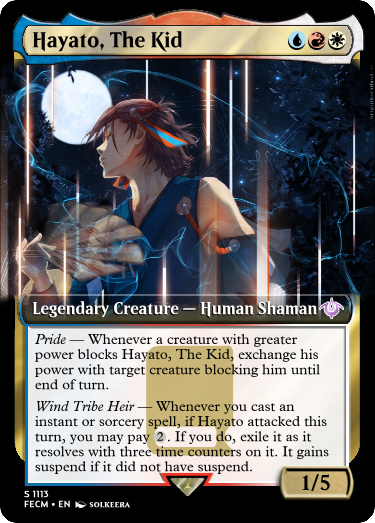 Hayato, The Kid
Legendary Creature — Human Shaman
Pride — Whenever a creature with greater
power blocks Hayato, The Kid, exchange his
power with target creature blocking him until
end of turn.
Wind Tribe Heir — Whenever you cast an
instant or sorcery spell, if Hayato attacked this
turn, you may pay 2. If you do, exile it as it
resolves with three time counters on it. It gains
suspend if it did not have suspend.
1/5
S 1113
FECM • EN SOLKEERA